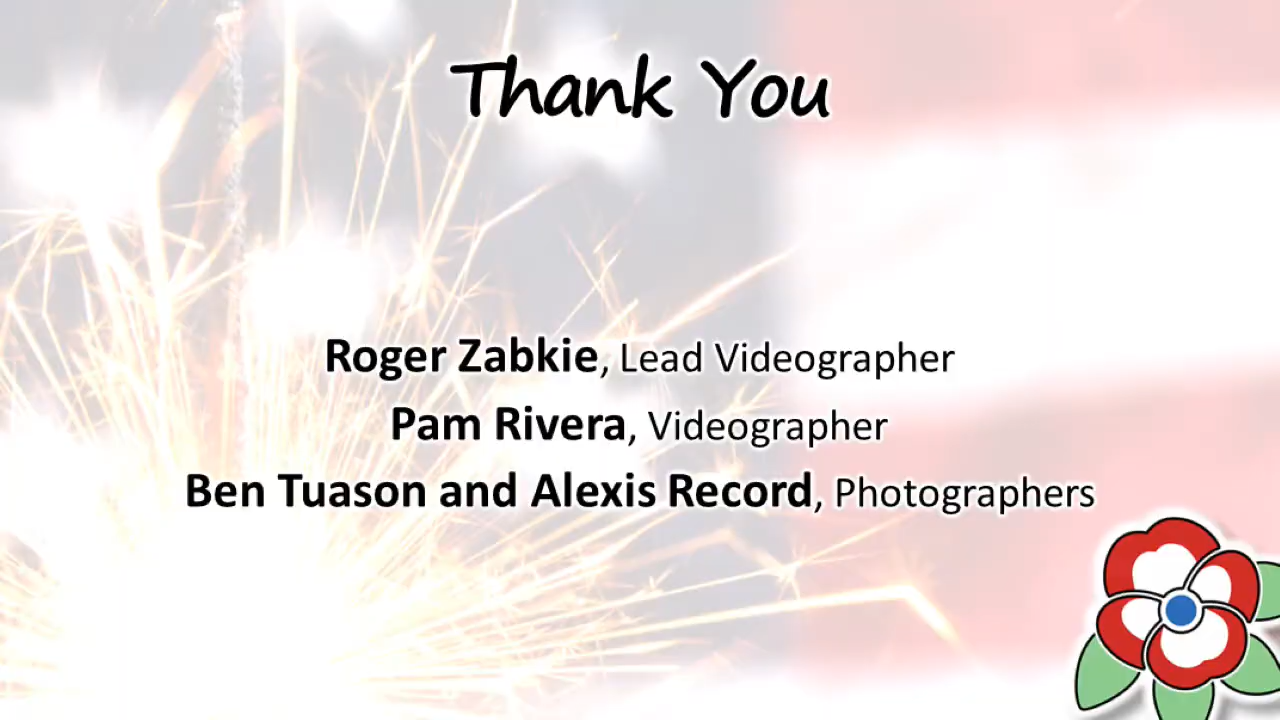 Thank You
Roger Zabkie, Lead Videographer
Pam Rivera, Videographer
Ben Tuason and Alexis Record, Photographers